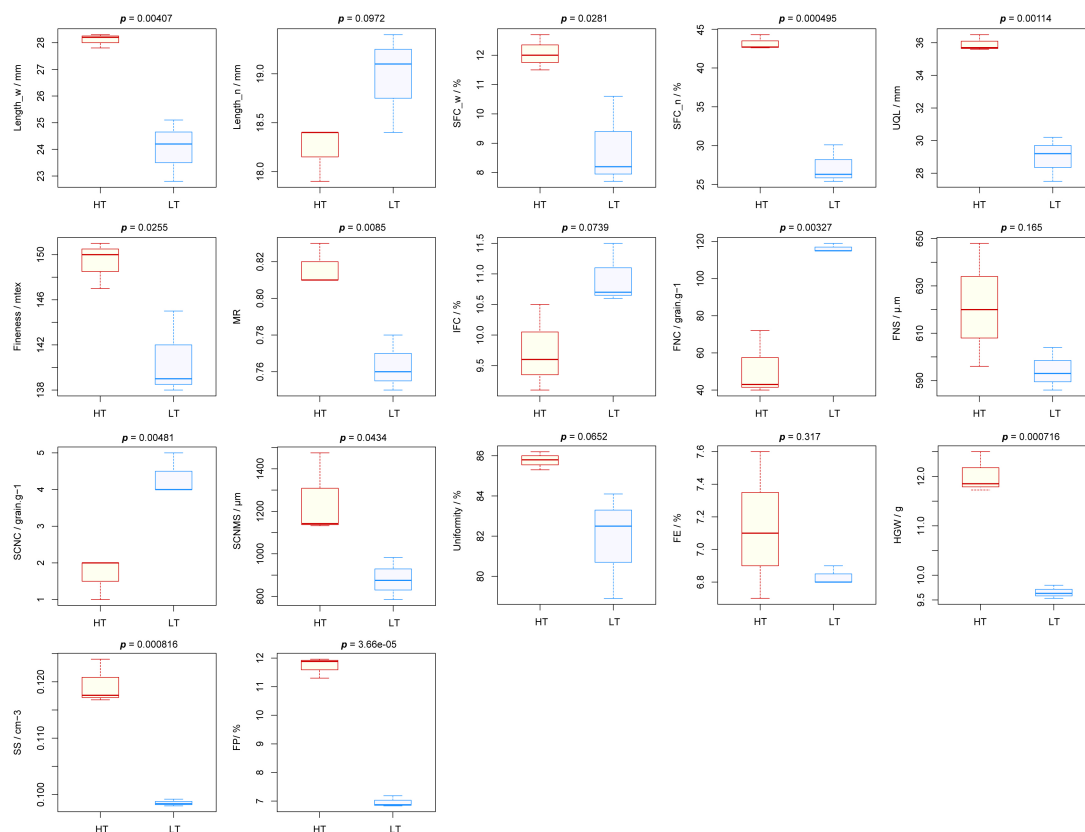 p = 0.00407
p = 0.0972
p = 0.0281
p = 0.000495
p = 0.00114
Length_w / mm
28
27
26
25
24
23
HT
LT
Length_n / mm
19.0
18.5
18.0
HT
LT
SFC_w / %
12
11
10
9
8
HT
LT
SFC_n / %
45
40
35
30
25
HT
LT
UQL / mm
36
34
32
30
28
HT
LT
p = 0.0255
p = 0.0085
p = 0.0739
p = 0.00327
p = 0.165
Fineness / mtex
150
146
142
138
HT
LT
MR
0.82
0.80
0.78
0.76
HT
LT
IFC / %
11.5
11.0
10.5
10.0
9.5
HT
LT
FNC / grain.g−1
120
100
80
60
40
HT
LT
FNS / µ.m
650
630
610
590
HT
LT
p = 0.00481
p = 0.0434
p = 0.0652
p = 0.317
p = 0.000716
SCNC / grain.g−1
5
4
3
2
1
HT
LT
SCNMS / µm
1400
1200
1000
900
800
HT
LT
Uniformity / %
86
84
82
80
HT
LT
FE / %
7.6
7.4
7.2
7.0
6.8
HT
LT
HGW / g
12.0
11.0
10.0
9.5
HT
LT
p = 0.000816
p = 3.66e-05
SS / cm−3
0.120
0.110
0.100
HT
LT
FP/ %
12
11
10
9
8
7
HT
LT